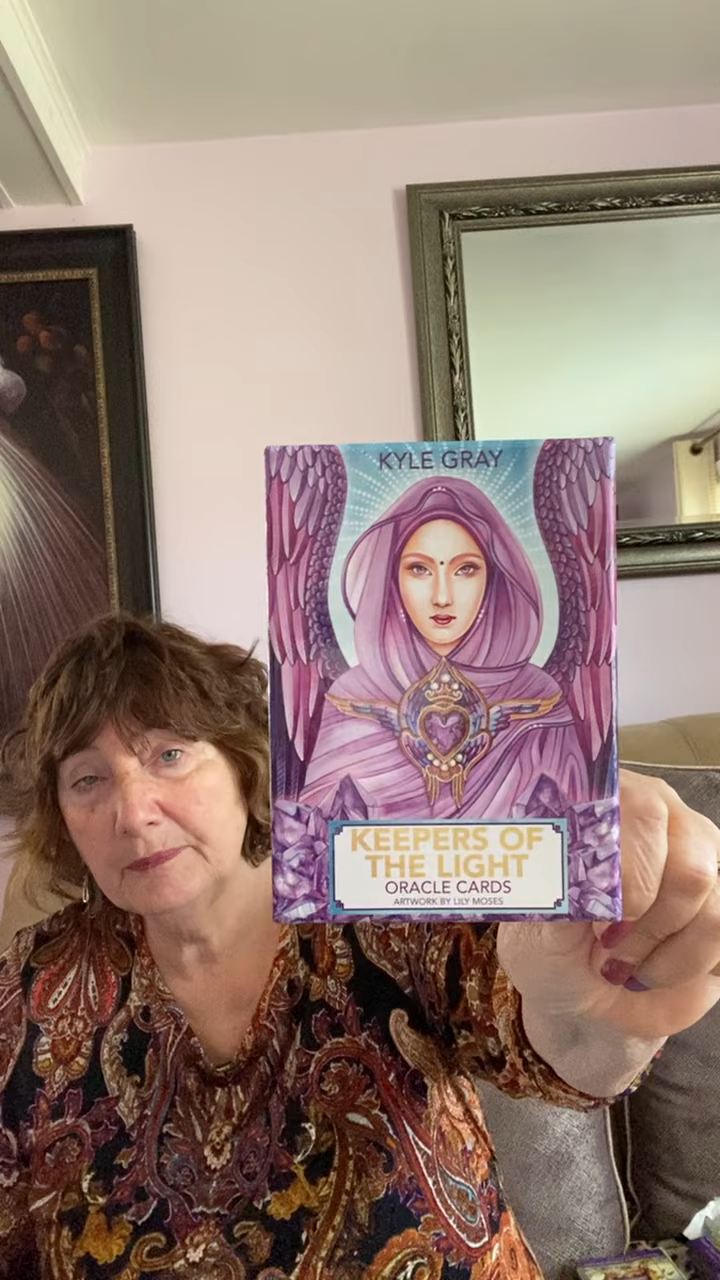 KYLE GRAY
KEEPERS OF
THE LIGHT
ORACLE CARDS
ARTWORK BY LILY MOSES